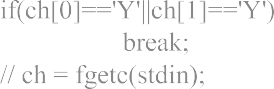 if(ch[0]=='Y'||ch[1]=='Y')
break;
// ch = fgetc(stdin);